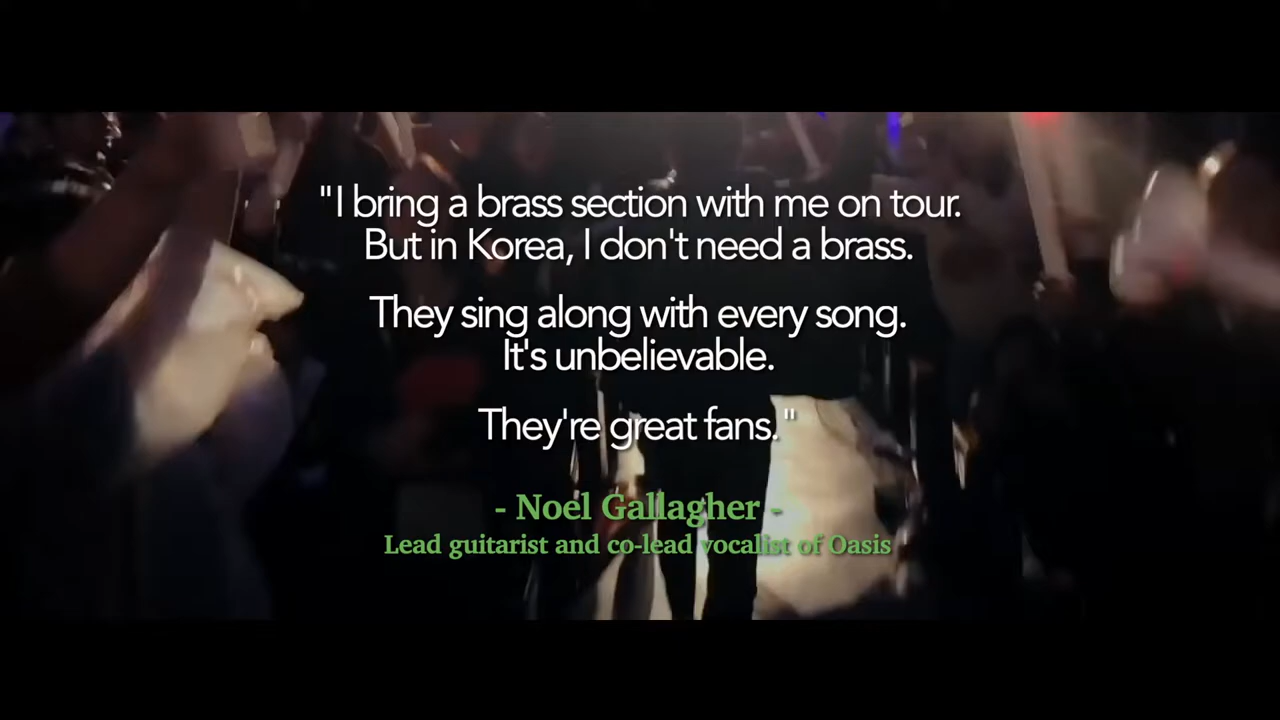 "I bring a brass section with me on tour.
But in Korea, I don't need a brass.
They sing along with every song.
It's unbelievable.
They're great fans."
- Noel Gallagher -
Lead guitarist and co-lead vocalist of Oasis